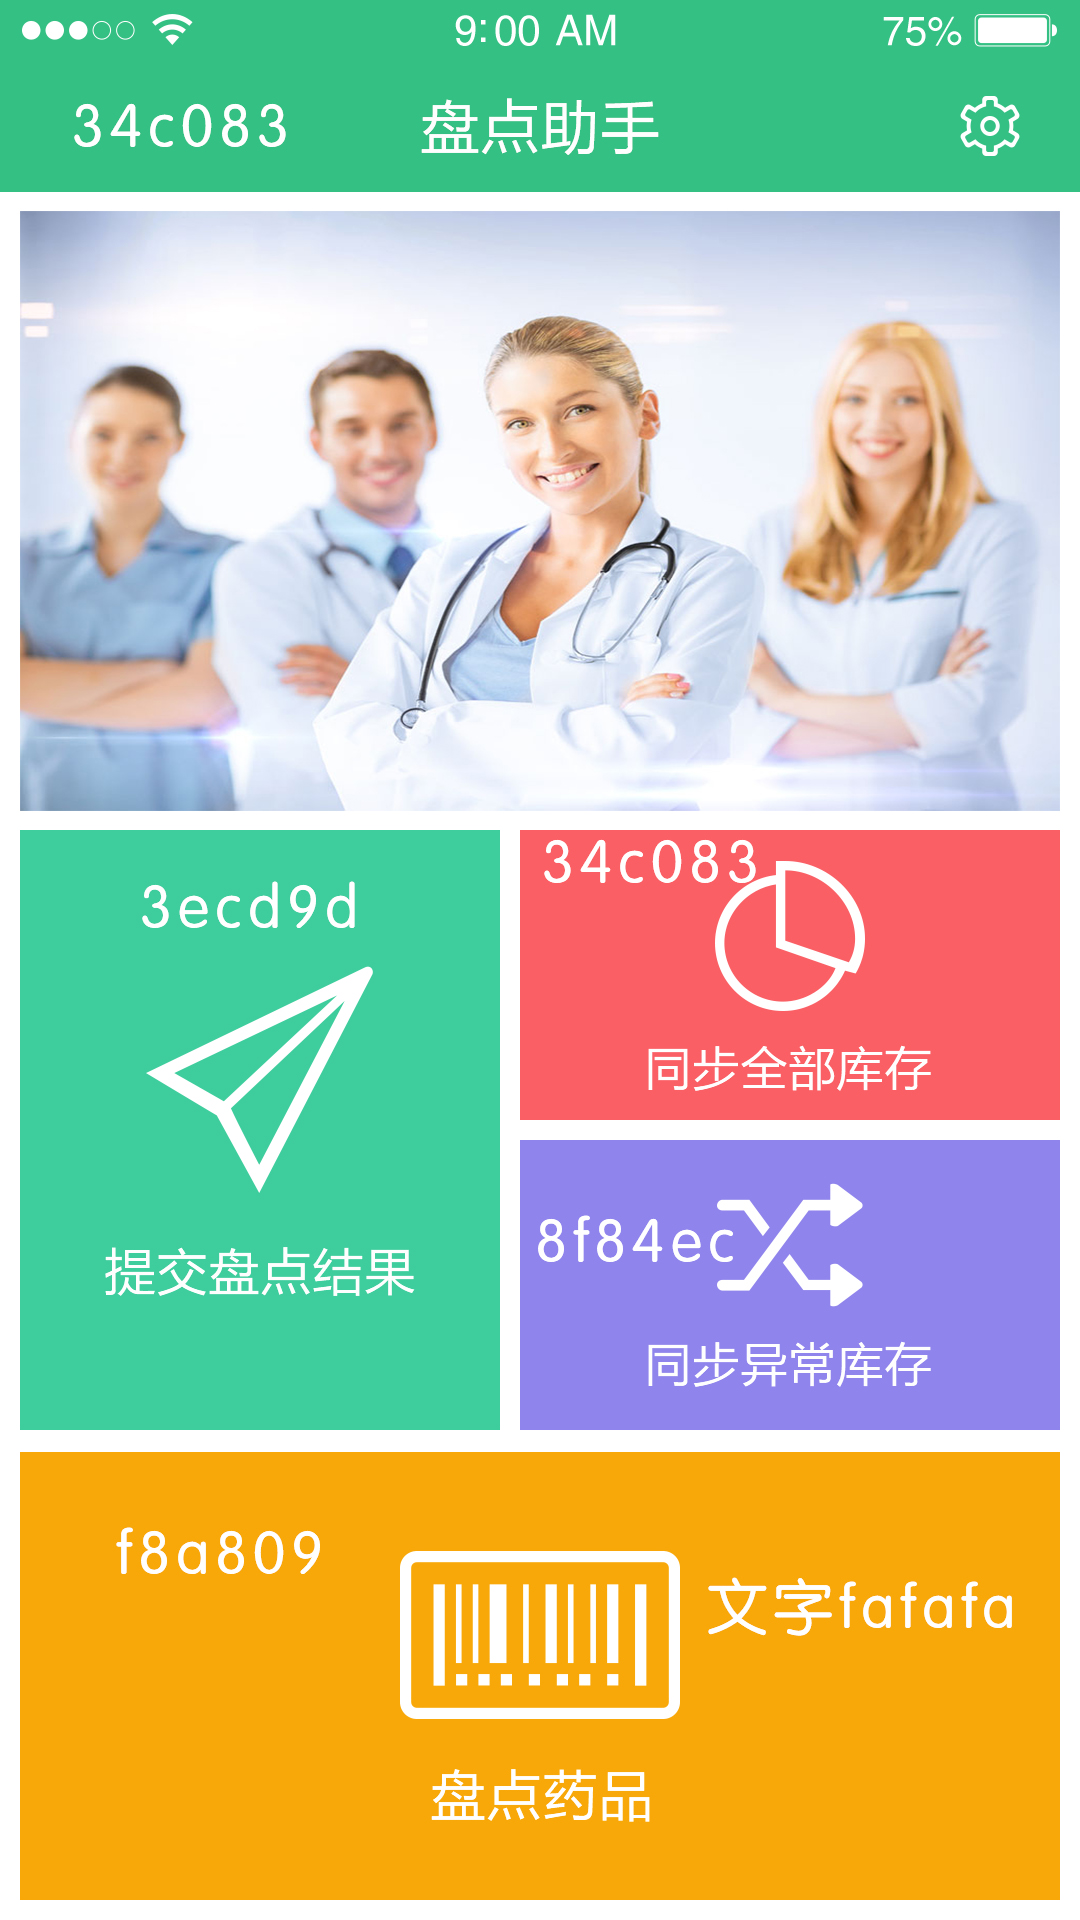 9:00 AM
75%
34c083
盘点助手
3ecd9d
34c083
同步全部库存
8f84ec
提交盘点结果
同步异常库存
f8a809
文字fafafa
盘点药品